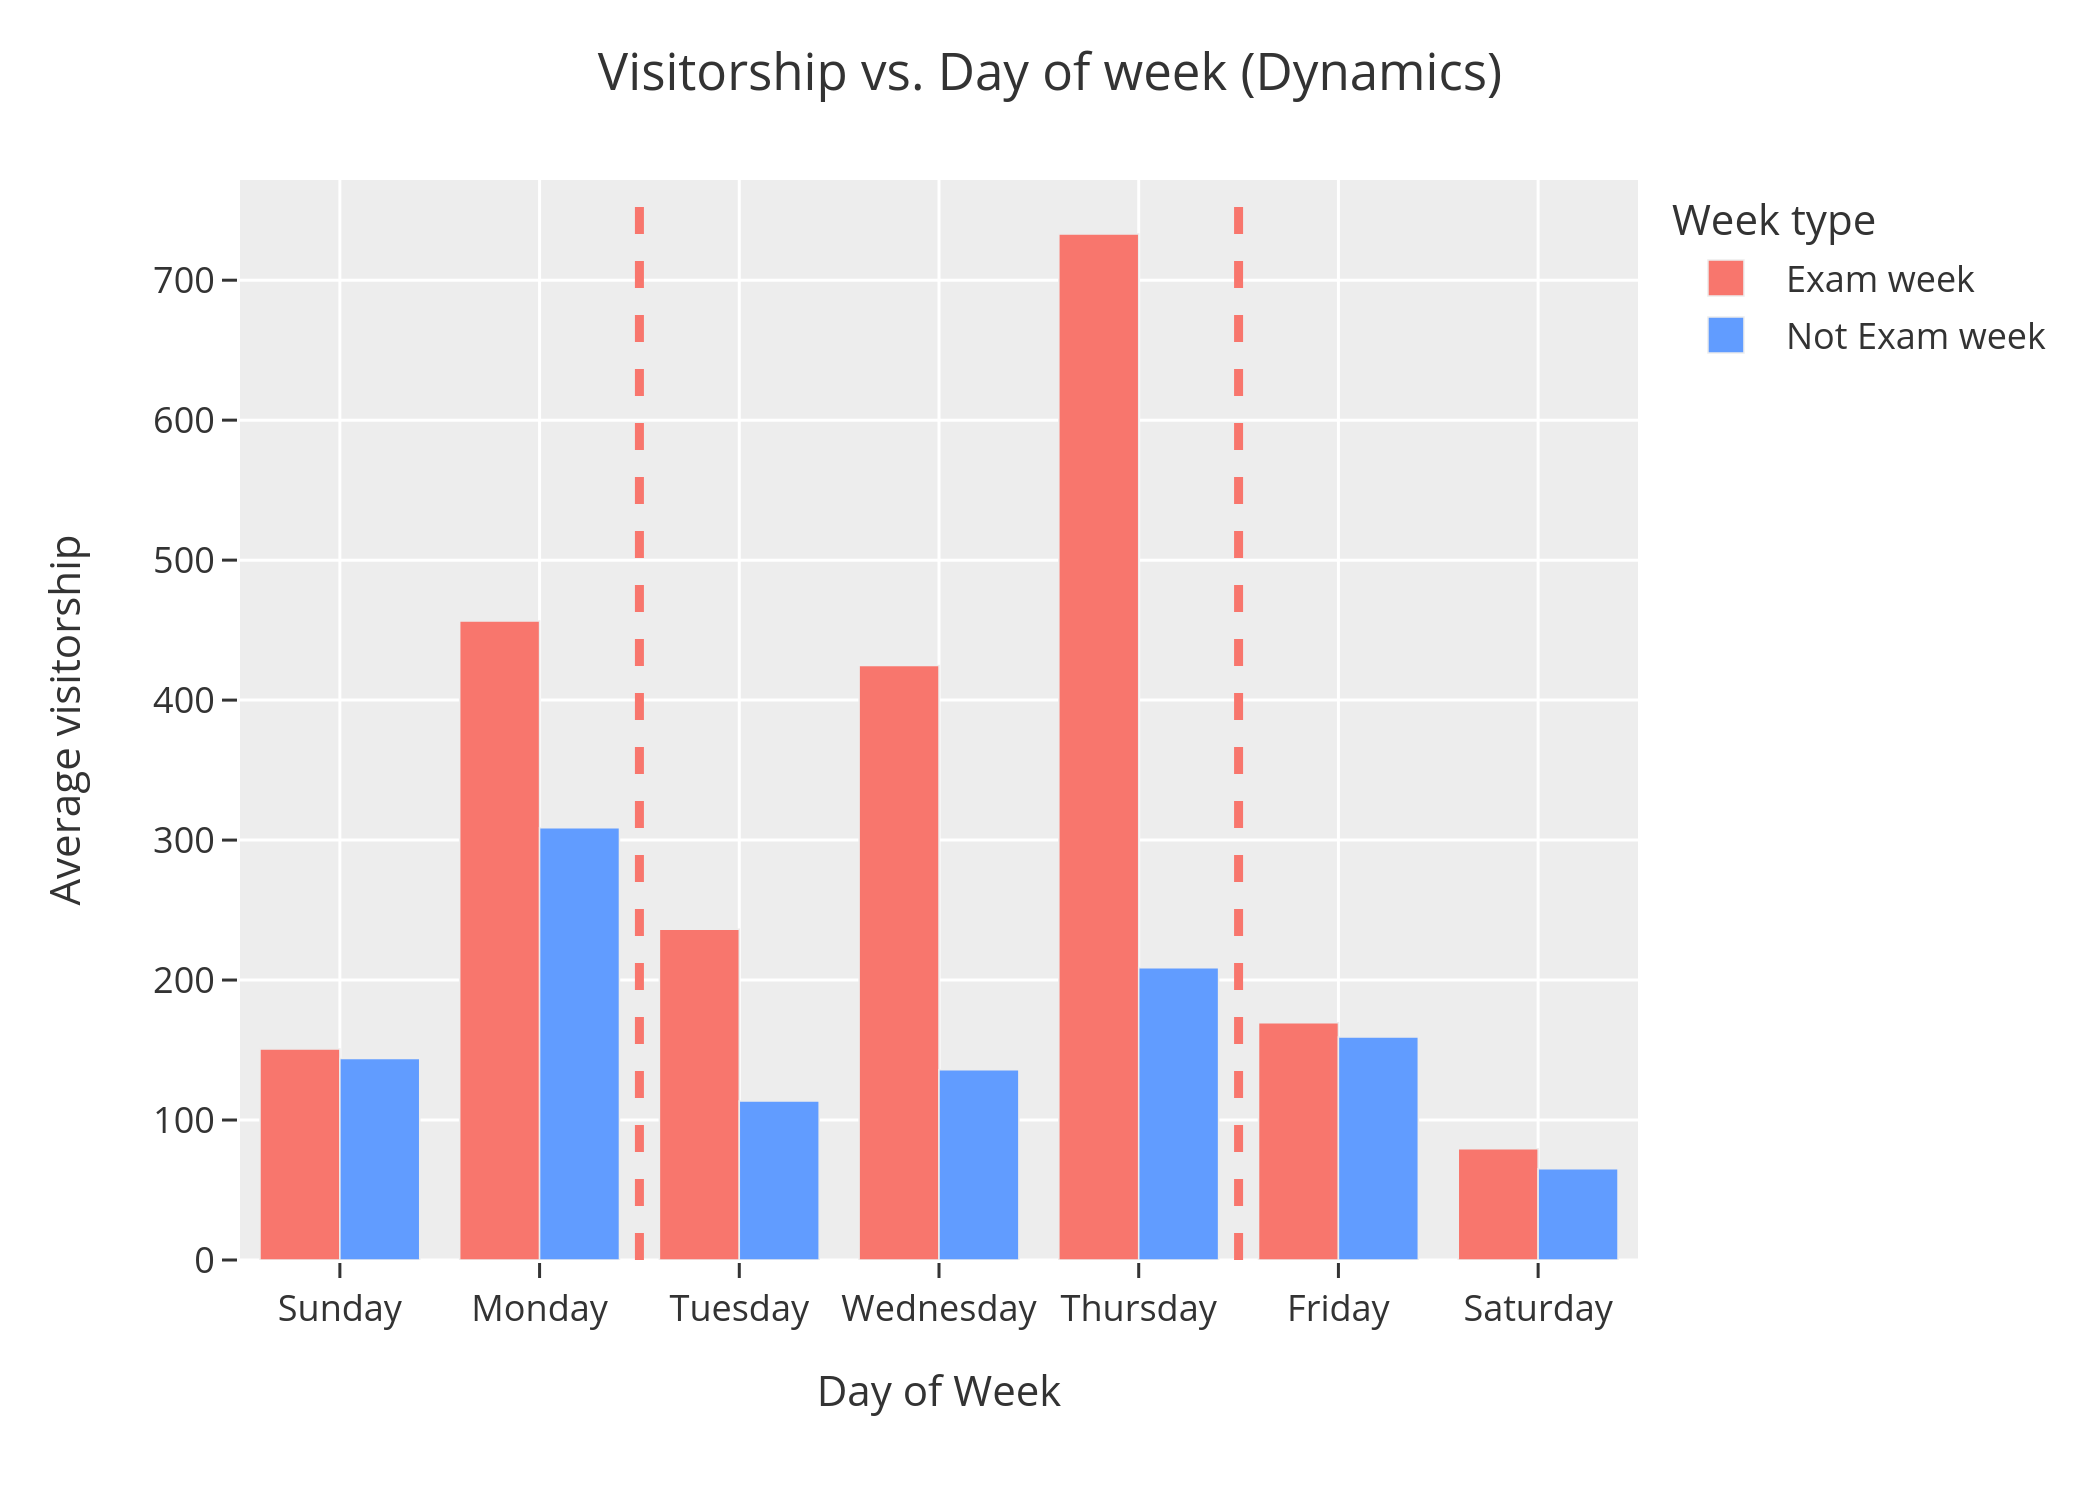 Visitorship vs. Day of week (Dynamics)
Week type
Exam week
Not Exam week
Average visitorship
700
600
500
400
300
200
100
0
Sunday Monday Tuesday Wednesday Thursday Friday Saturday
Day of Week